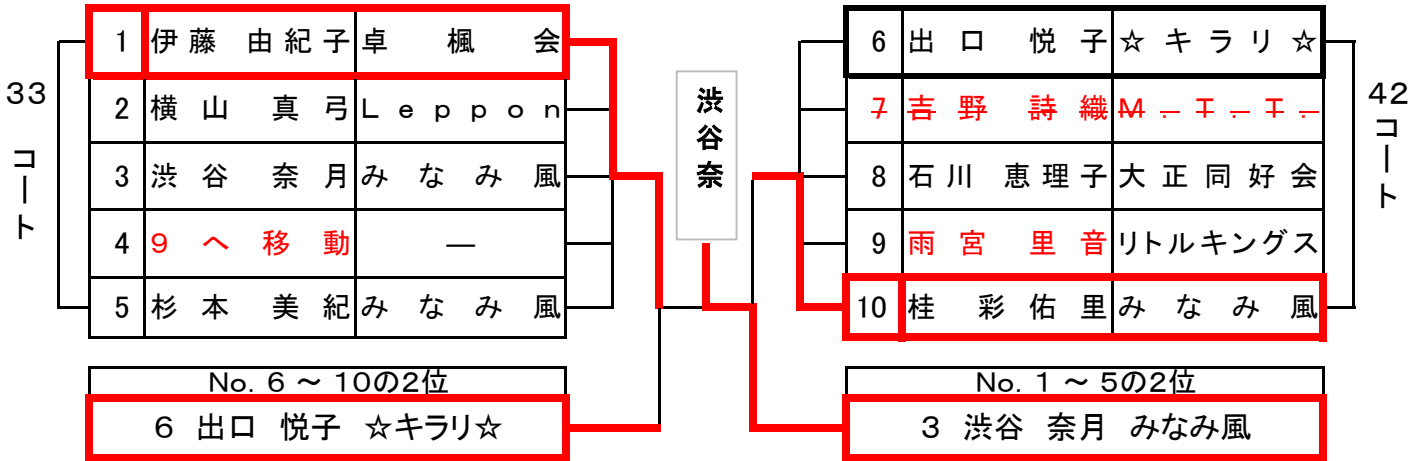 33コート
1 伊藤 由紀子 卓楓会
2 横山 真弓 Leppon
3 渋谷 奈月 みなみ風
4 9へ移動 ―
5 杉本 美紀 みなみ風
No. 6 ～ 10の2位
6 出口 悦子 ☆キラリ☆
渋谷奈
6 出口 悦子 ☆キラリ☆
7 吉野 詩織 M.T.T.
8 石川 恵理子 大正同好会
9 雨宮 里音 リトルキングス
10 桂 彩佑里 みなみ風
42コート
No. 1 ～ 5の2位
3 渋谷 奈月 みなみ風